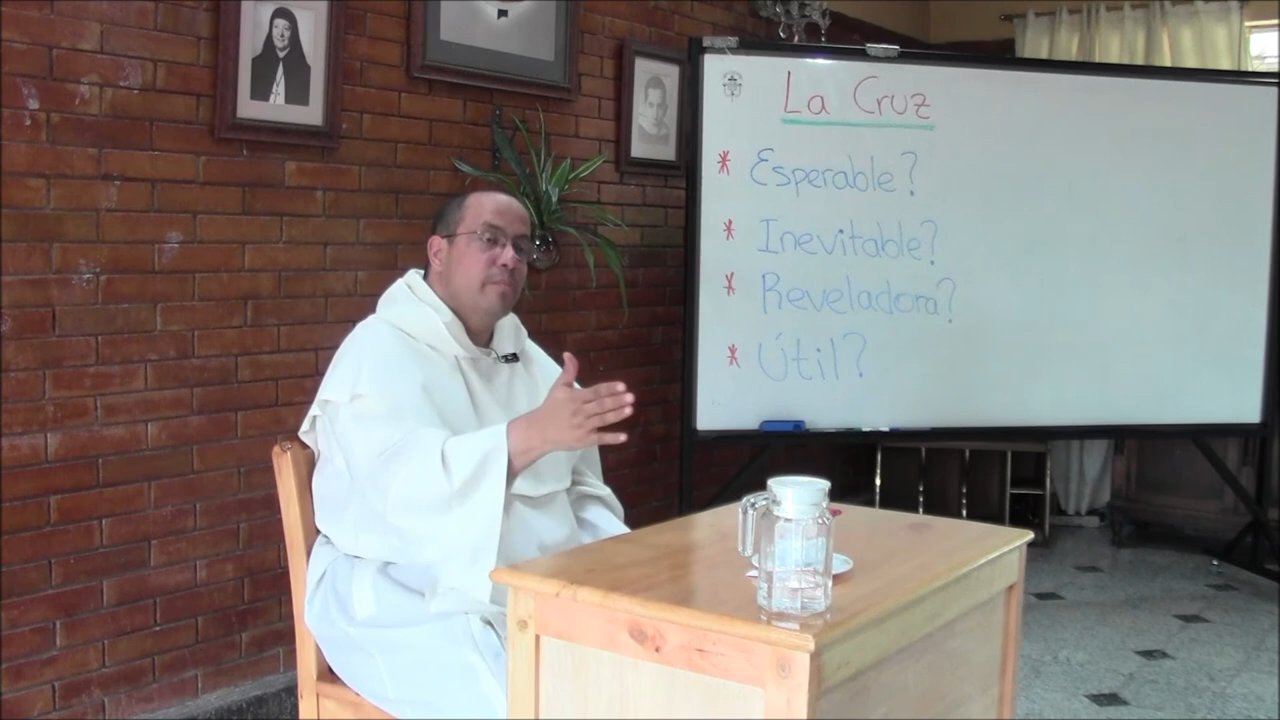 La Cruz
* Esperable?
* Inevitable?
* Reveladora?
* Útil?